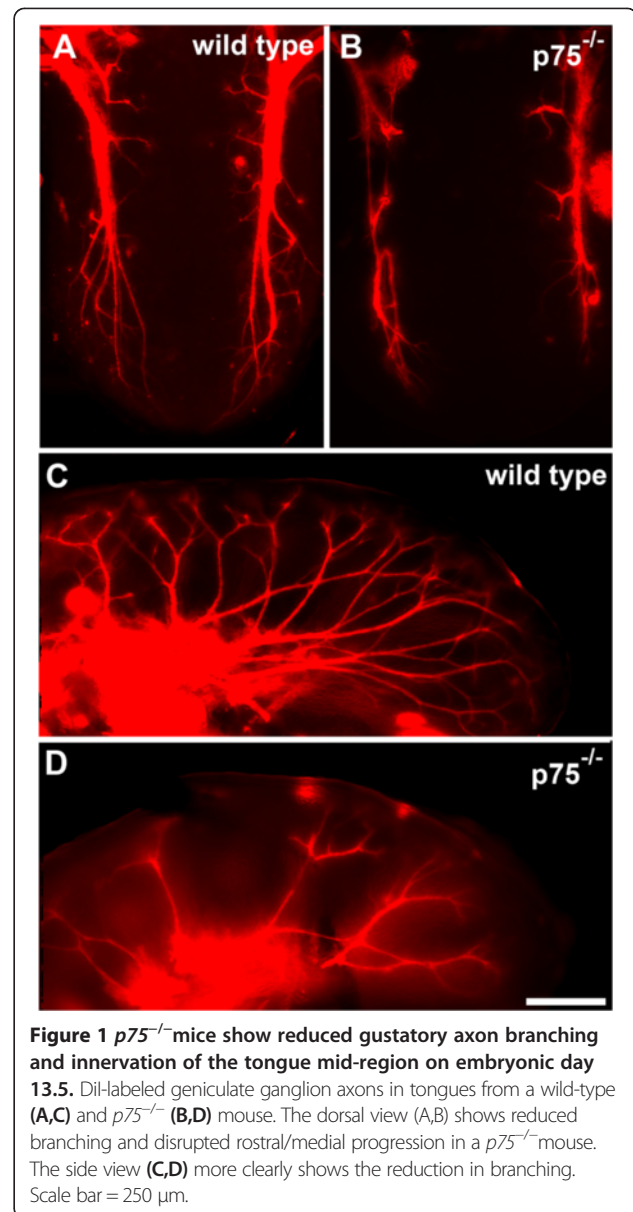 A wild type
B p75-/-
C wild type
D p75-/-
Figure 1 p75−/−mice show reduced gustatory axon branching
and innervation of the tongue mid-region on embryonic day
13.5. DiI-labeled geniculate ganglion axons in tongues from a wild-type
(A,C) and p75−/− (B,D) mouse. The dorsal view (A,B) shows reduced
branching and disrupted rostral/medial progression in a p75−/−mouse.
The side view (C,D) more clearly shows the reduction in branching.
Scale bar = 250 μm.